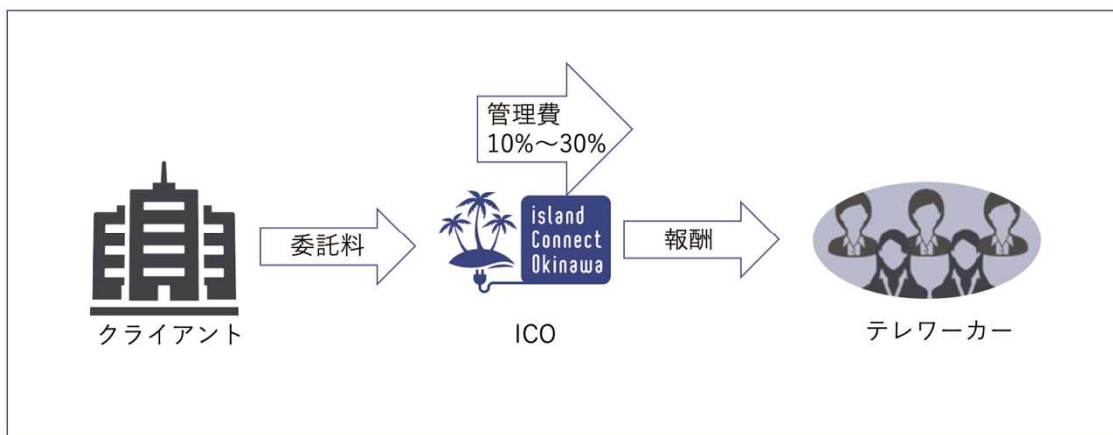 管理費
10%～30%
island
Connect
Okinawa
委託料
報酬
クライアント
ICO
テレワーカー